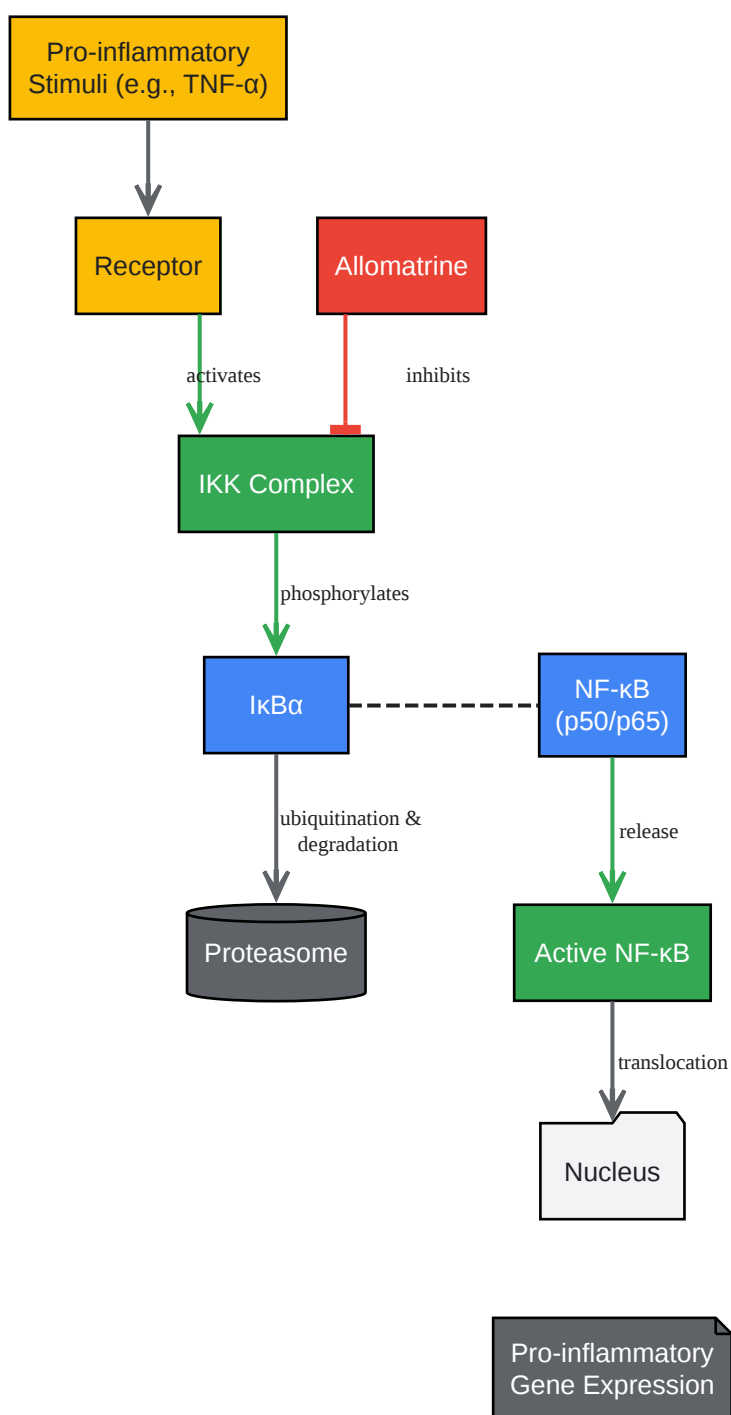 Pro-inflammatory
Stimuli (e.g., TNF-α)
Receptor
Allomatrine
activates
inhibits
IKK Complex
phosphorylates
IκBα
NF-κB
(p50/p65)
ubiquitination &
degradation
release
Proteasome
Active NF-κB
translocation
Nucleus
Pro-inflammatory
Gene Expression